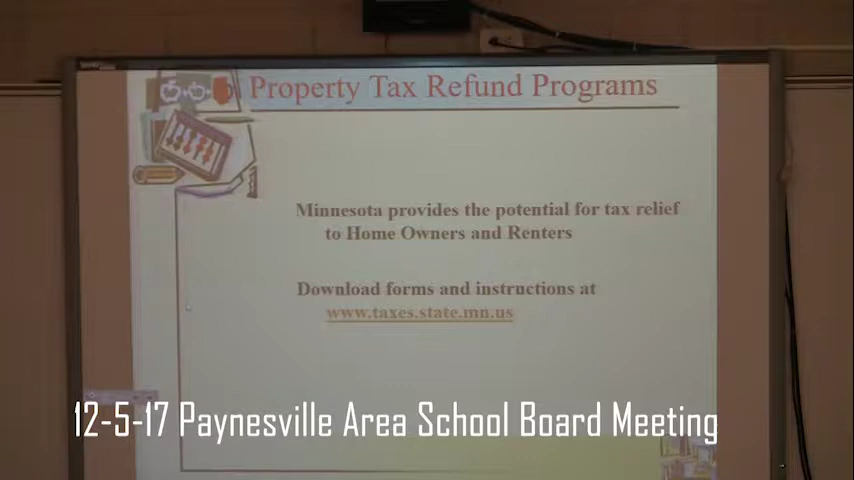 Property Tax Refund Programs
Minnesota provides the potential for tax relief
to Home Owners and Renters
Download forms and instructions at
www.taxes.state.mn.us
12-5-17 Paynesville Area School Board Meeting